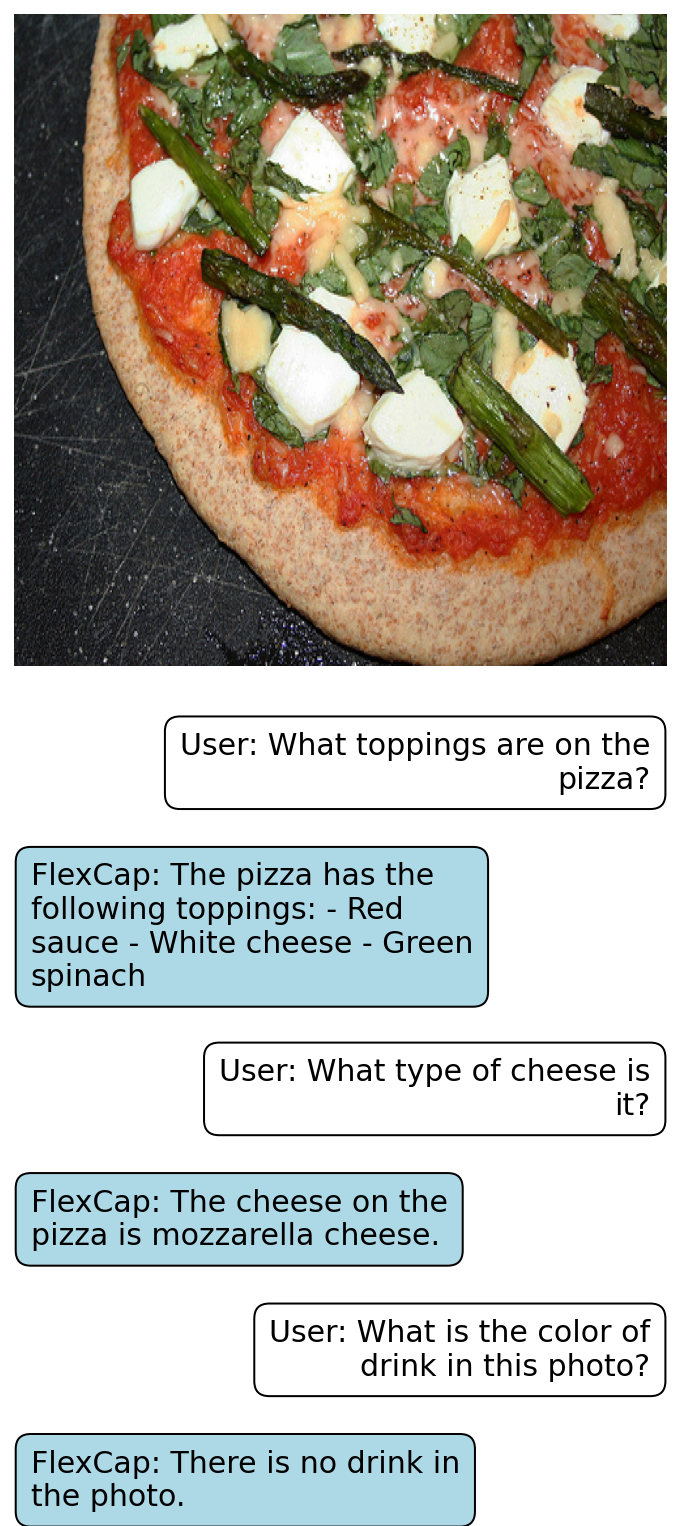 User: What toppings are on the
pizza?
FlexCap: The pizza has the
following toppings: - Red
sauce - White cheese - Green
spinach
User: What type of cheese is
it?
FlexCap: The cheese on the
pizza is mozzarella cheese.
User: What is the color of
drink in this photo?
FlexCap: There is no drink in
the photo.